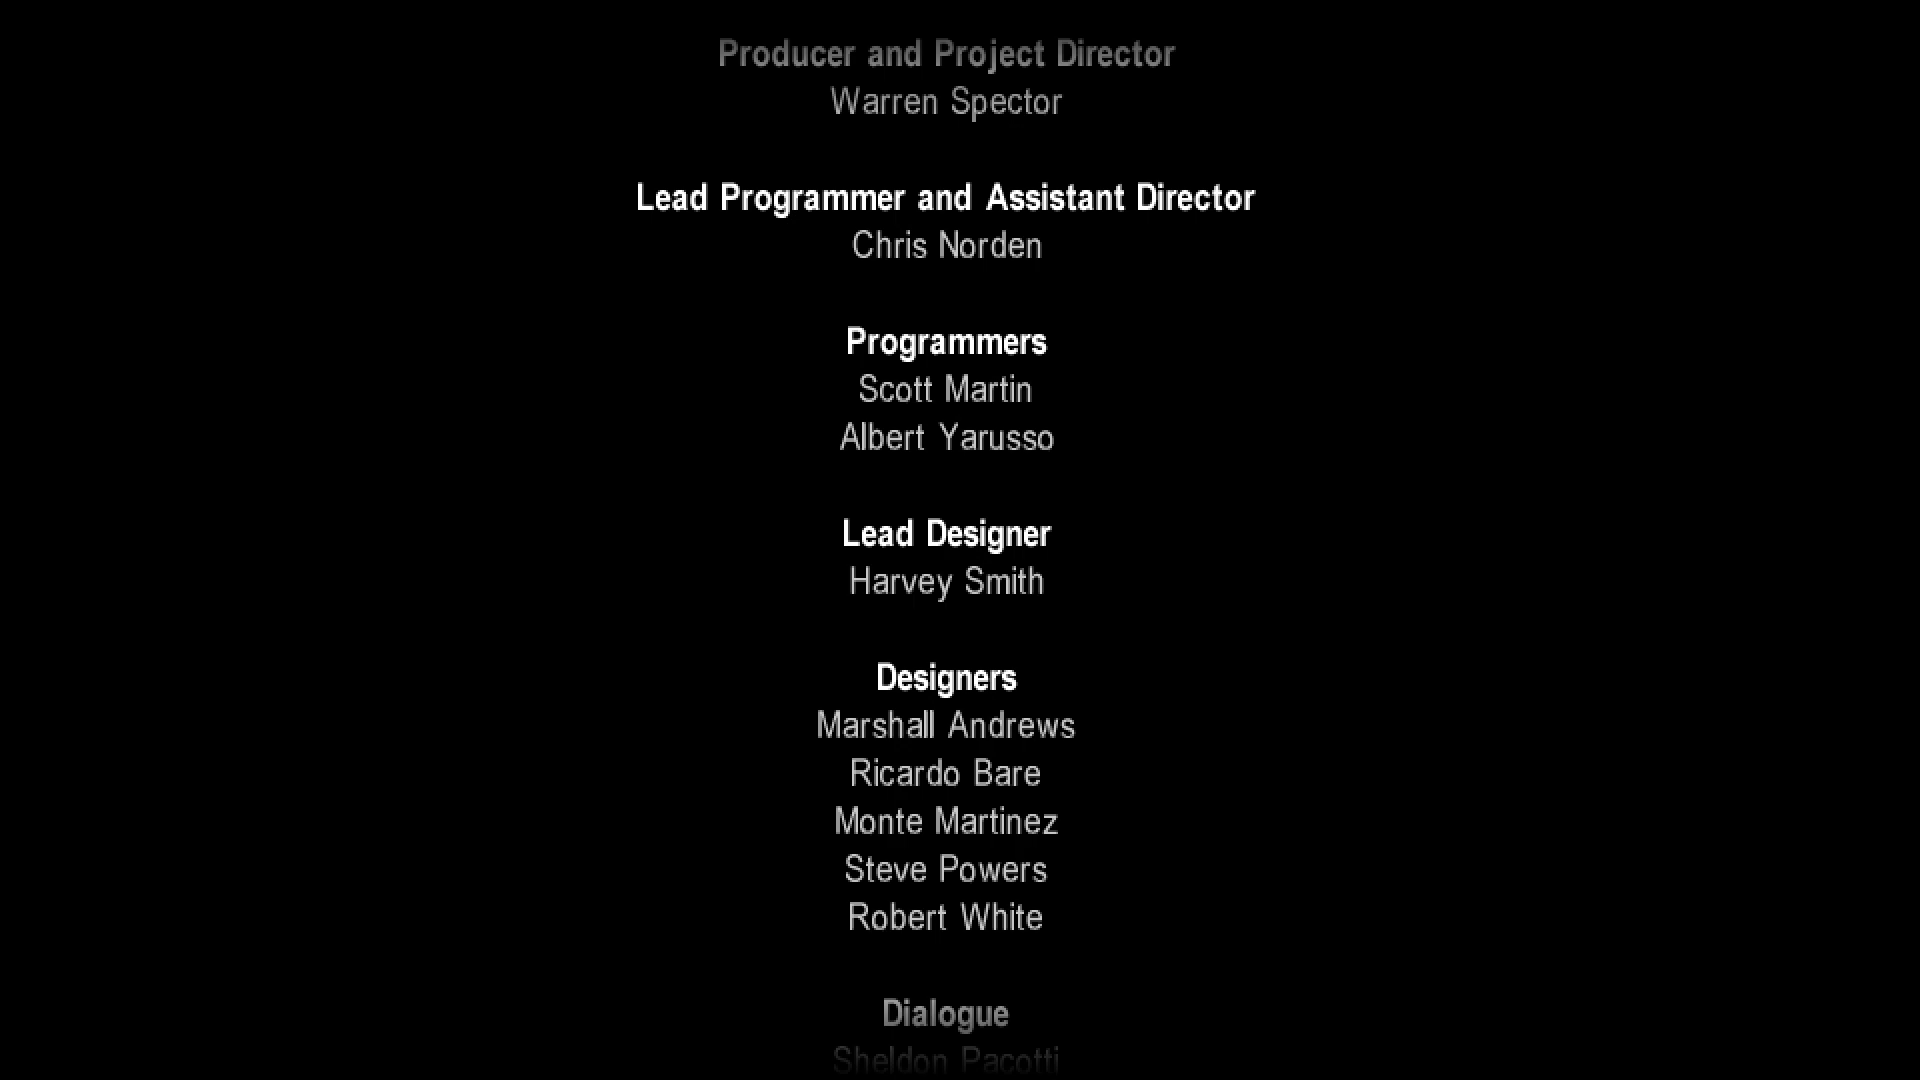 Producer and Project Director
Warren Spector
Lead Programmer and Assistant Director
Chris Norden
Programmers
Scott Martin
Albert Yarusso
Lead Designer
Harvey Smith
Designers
Marshall Andrews
Ricardo Bare
Monte Martinez
Steve Powers
Robert White
Dialogue
Sheldon Pacotti